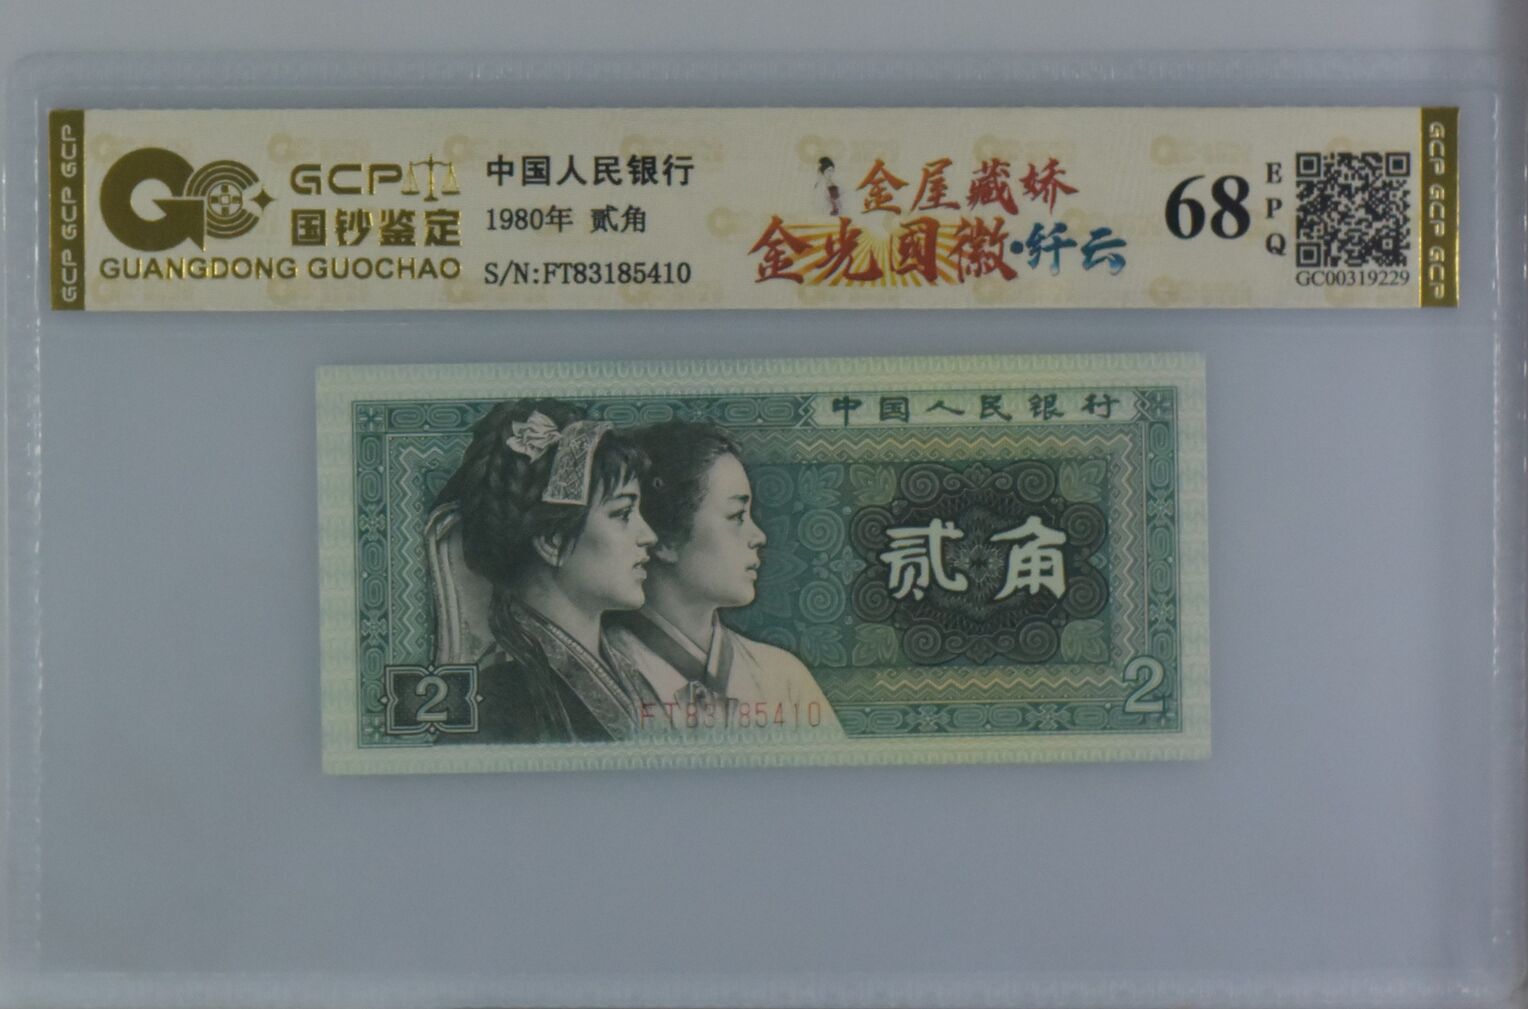 GCP GCP GCP
GCP
国钞鉴定
GUANGDONG GUOCHAO
中国人民银行
1980年 贰角
S/N:FT83185410
金屋藏娇
金光國徽·纤云
68
EPQ
GC00319229
GCP GCP GCP
中国人民银行
贰角
2
2
FT83185410